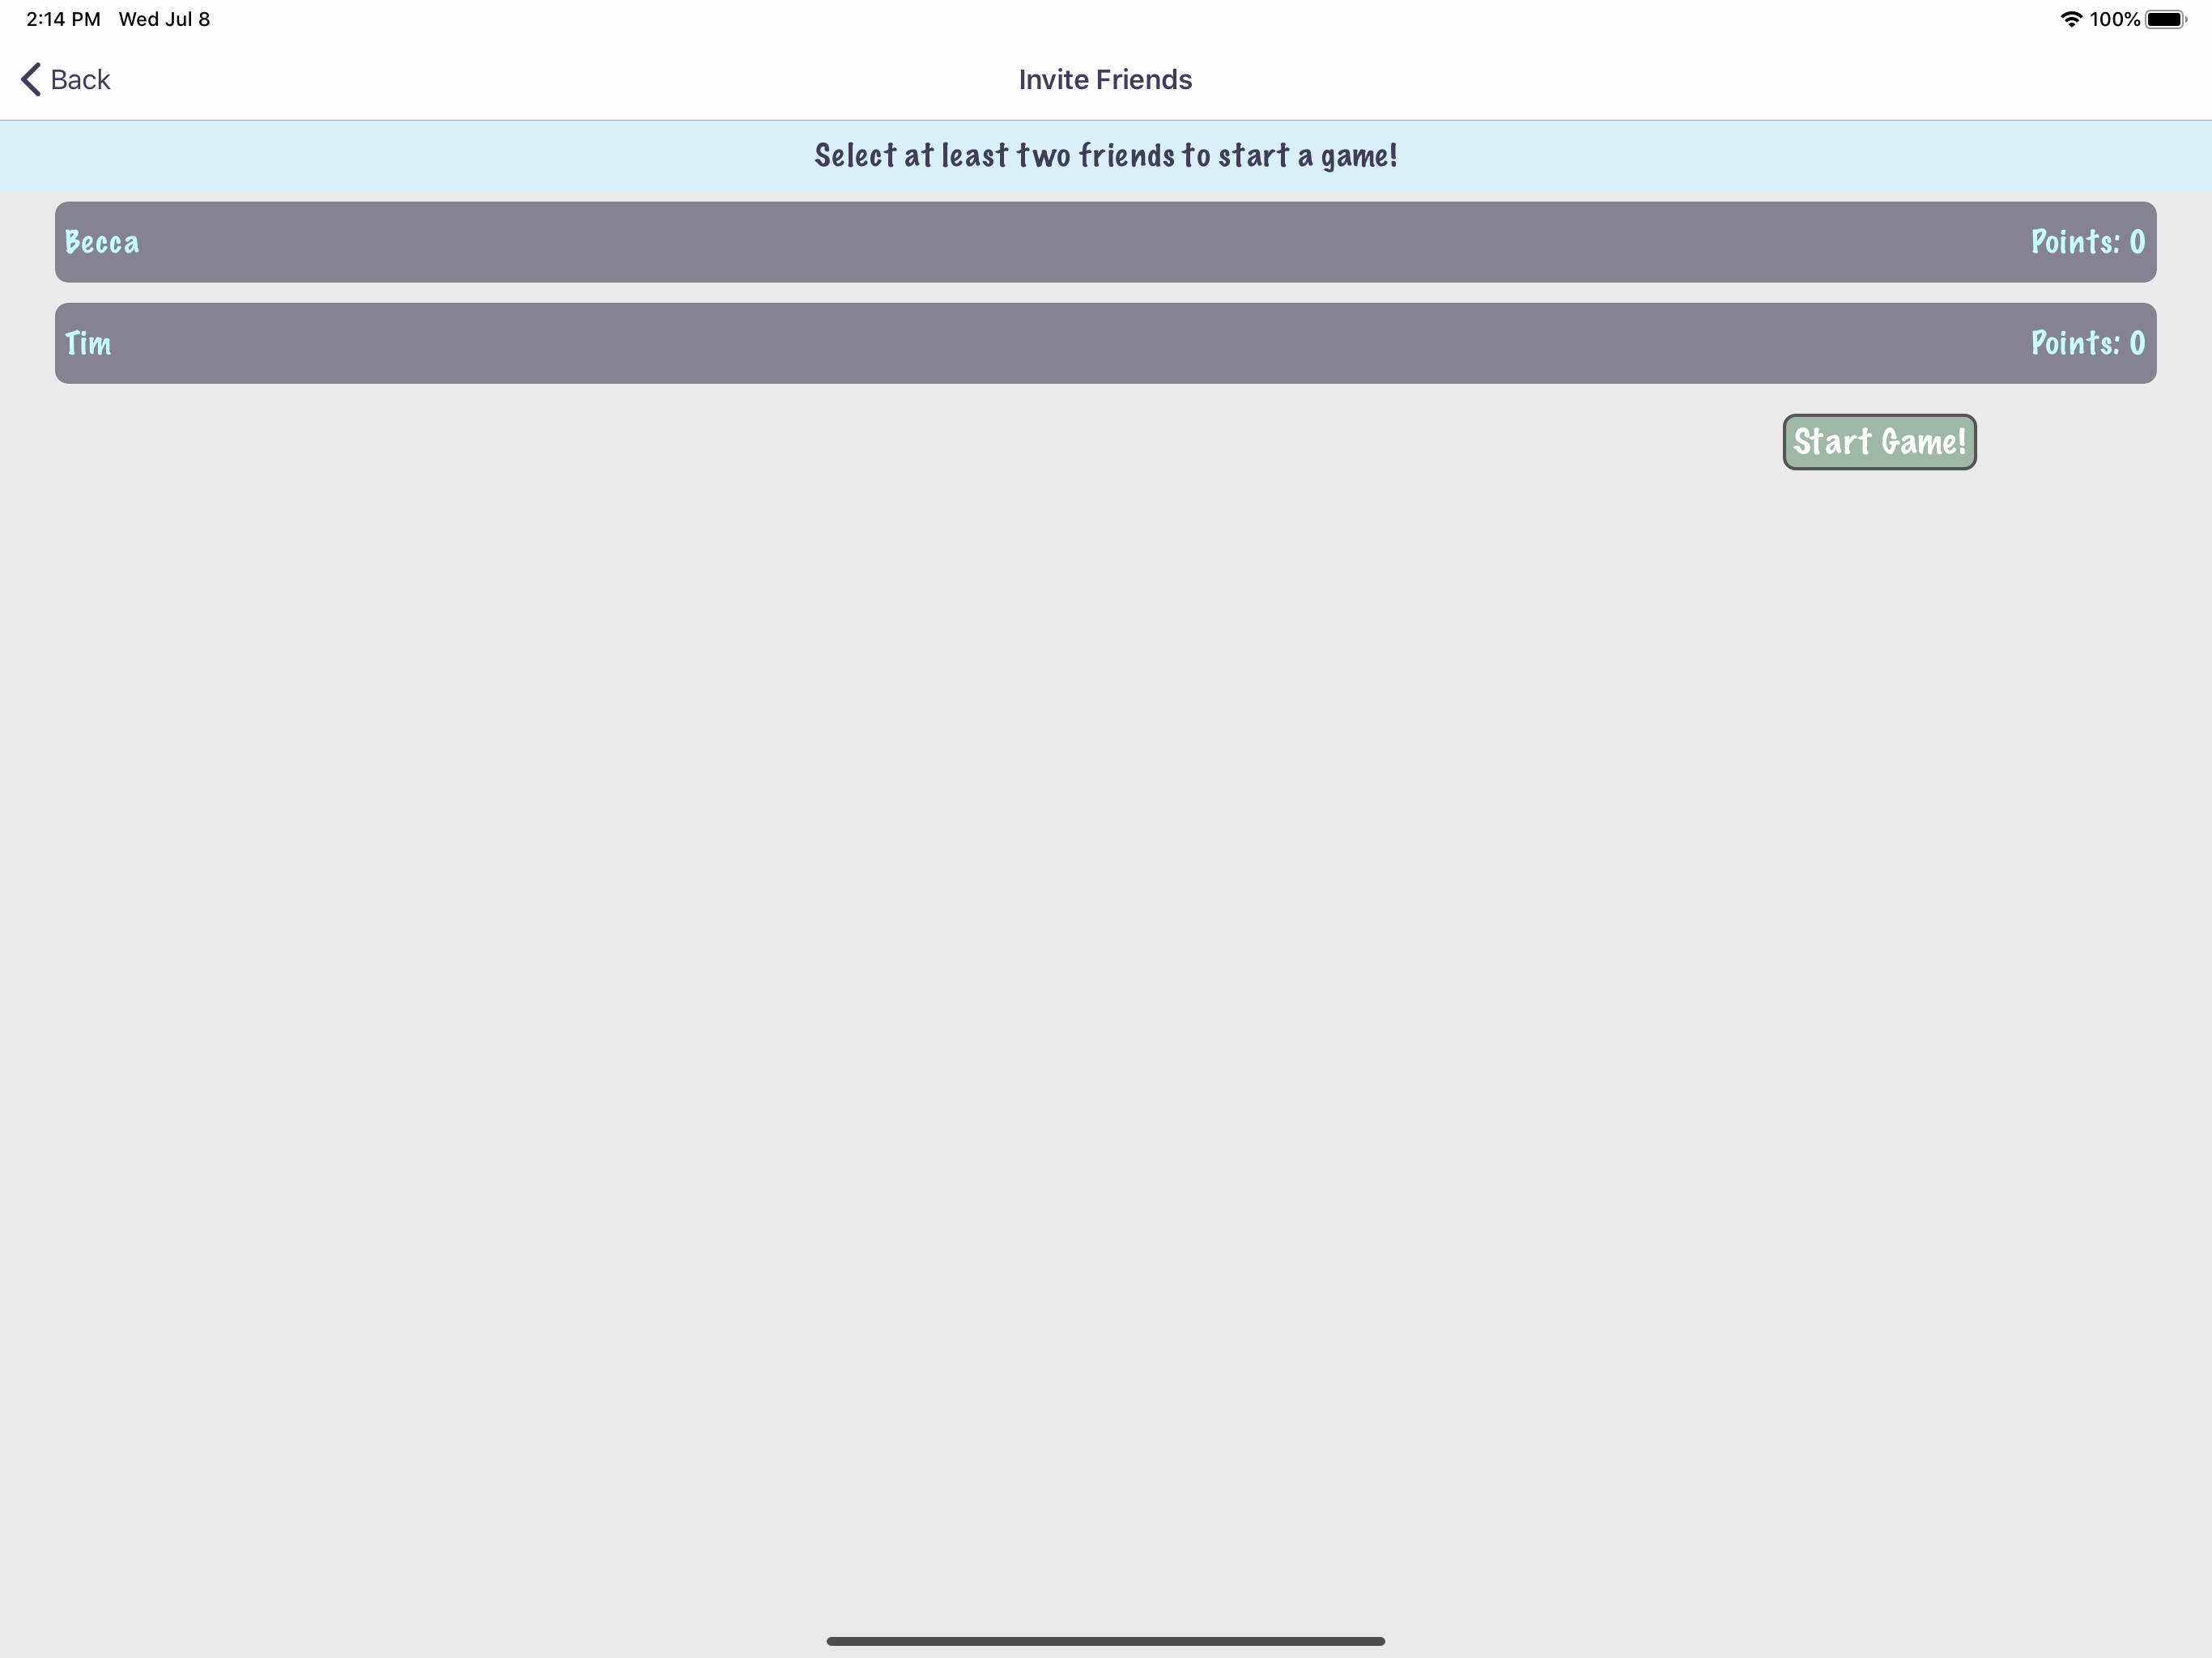 2:14 PM Wed Jul 8 100%
Back Invite Friends
Select at least two friends to start a game!
Becca Points: 0
Tim Points: 0
Start Game!